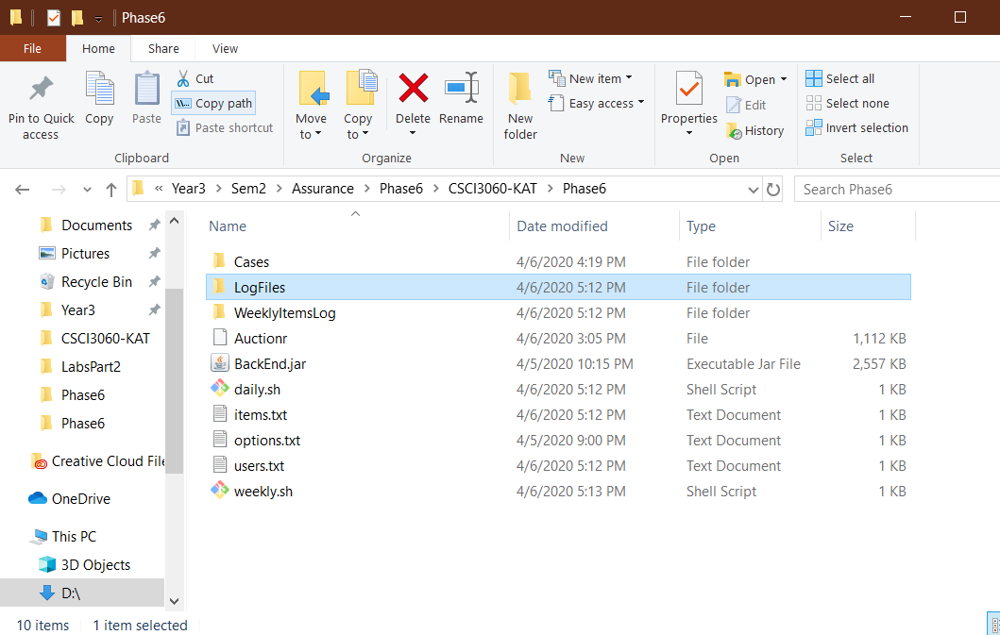 Phase6
File Home Share View
Pin to Quick access
Copy
Paste
Cut
Copy path
Paste shortcut
Clipboard
Move to
Copy to
Delete
Rename
Organize
New folder
New item
Easy access
New
Properties
Open
Edit
History
Open
Select all
Select none
Invert selection
Select
« Year3 > Sem2 > Assurance > Phase6 > CSCI3060-KAT > Phase6
Search Phase6
Documents
Pictures
Recycle Bin
Year3
CSCI3060-KAT
LabsPart2
Phase6
Phase6
Creative Cloud File
OneDrive
This PC
3D Objects
D:\
Name Date modified Type Size
Cases 4/6/2020 4:19 PM File folder
LogFiles 4/6/2020 5:12 PM File folder
WeeklyItemsLog 4/6/2020 5:12 PM File folder
Auctionr 4/6/2020 3:05 PM File 1,112 KB
BackEnd.jar 4/5/2020 10:15 PM Executable Jar File 2,557 KB
daily.sh 4/6/2020 5:12 PM Shell Script 1 KB
items.txt 4/6/2020 5:12 PM Text Document 1 KB
options.txt 4/5/2020 9:00 PM Text Document 1 KB
users.txt 4/6/2020 5:12 PM Text Document 1 KB
weekly.sh 4/6/2020 5:13 PM Shell Script 1 KB
10 items 1 item selected